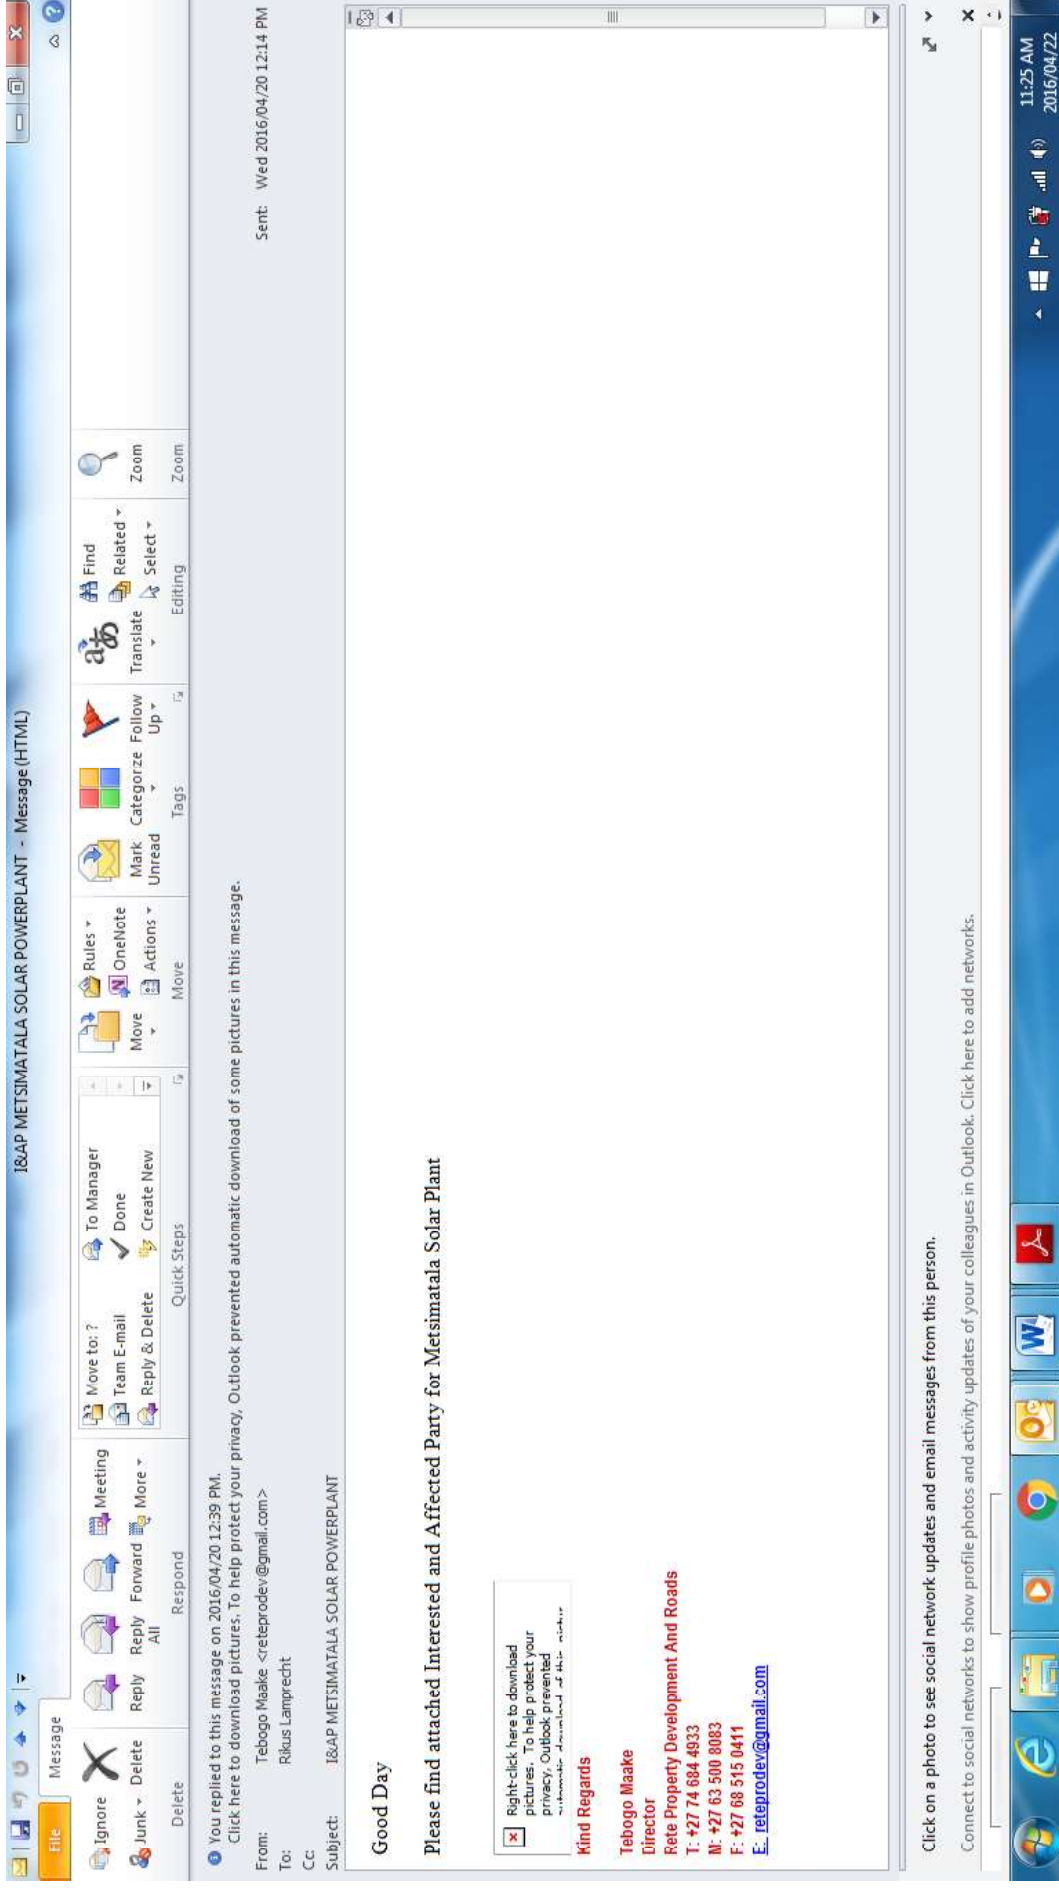 I&AP METSIMATALA SOLAR POWERPLANT - Message (HTML)
File
Message
Ignore
Junk
Delete
Delete
Reply
Reply All
Forward
Meeting
More
Respond
Move to: ?
Team E-mail
Reply & Delete
To Manager
Done
Create New
Quick Steps
Move
Rules
OneNote
Actions
Move
Mark Unread
Categorize
Follow Up
Tags
Translate
Find
Related
Select
Editing
Zoom
Zoom
You replied to this message on 2016/04/20 12:39 PM.
Click here to download pictures. To help protect your privacy, Outlook prevented automatic download of some pictures in this message.
From: Tebogo Maake <reteprodev@gmail.com>
Sent: Wed 2016/04/20 12:14 PM
To: Rikus Lamprecht
Cc:
Subject: I&AP METSIMATALA SOLAR POWERPLANT
Good Day
Please find attached Interested and Affected Party for Metsimatala Solar Plant
Right-click here to download
pictures. To help protect your
privacy, Outlook prevented
automatic download of this pictur
Kind Regards
Tebogo Maake
Director
Rete Property Development And Roads
T: +27 74 684 4933
M: +27 63 500 8083
F: +27 68 515 0411
E: reteprodev@gmail.com
Click on a photo to see social network updates and email messages from this person.
Connect to social networks to show profile photos and activity updates of your colleagues in Outlook. Click here to add networks.
11:25 AM
2016/04/22